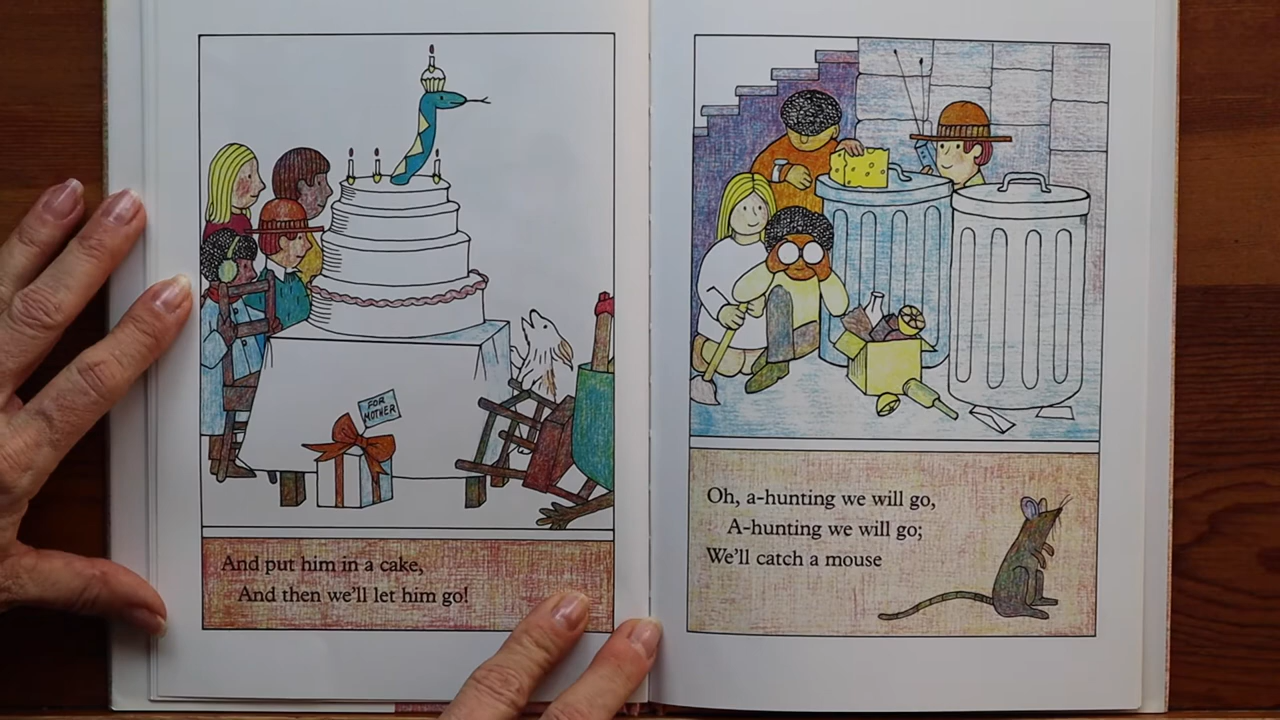 FOR
MOTHER
And put him in a cake,
And then we'll let him go!
Oh, a-hunting we will go,
A-hunting we will go;
We'll catch a mouse